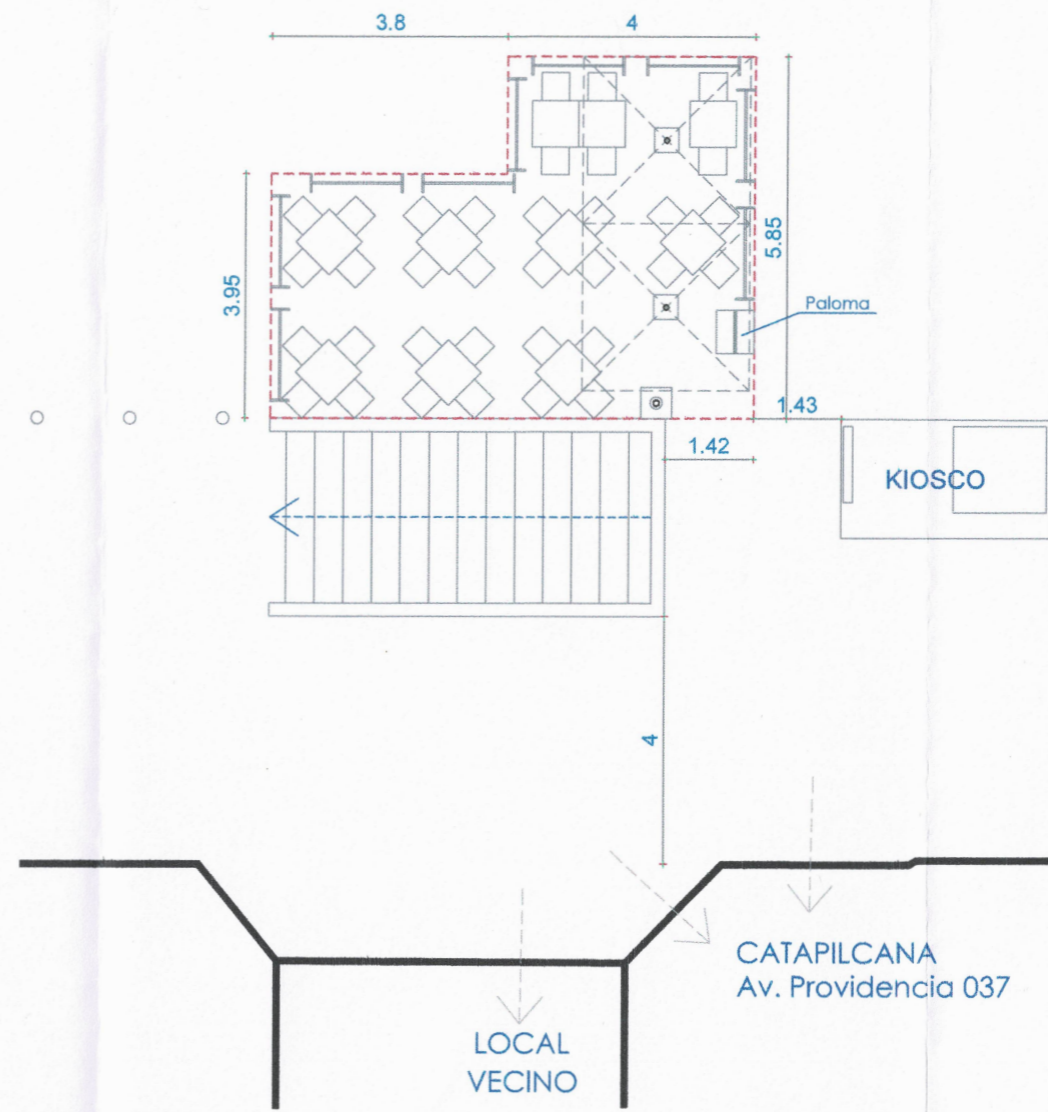 3.8
4
3.95
5.85
Paloma
1.43
1.42
KIOSCO
4
CATAPILCANA
Av. Providencia 037
LOCAL
VECINO